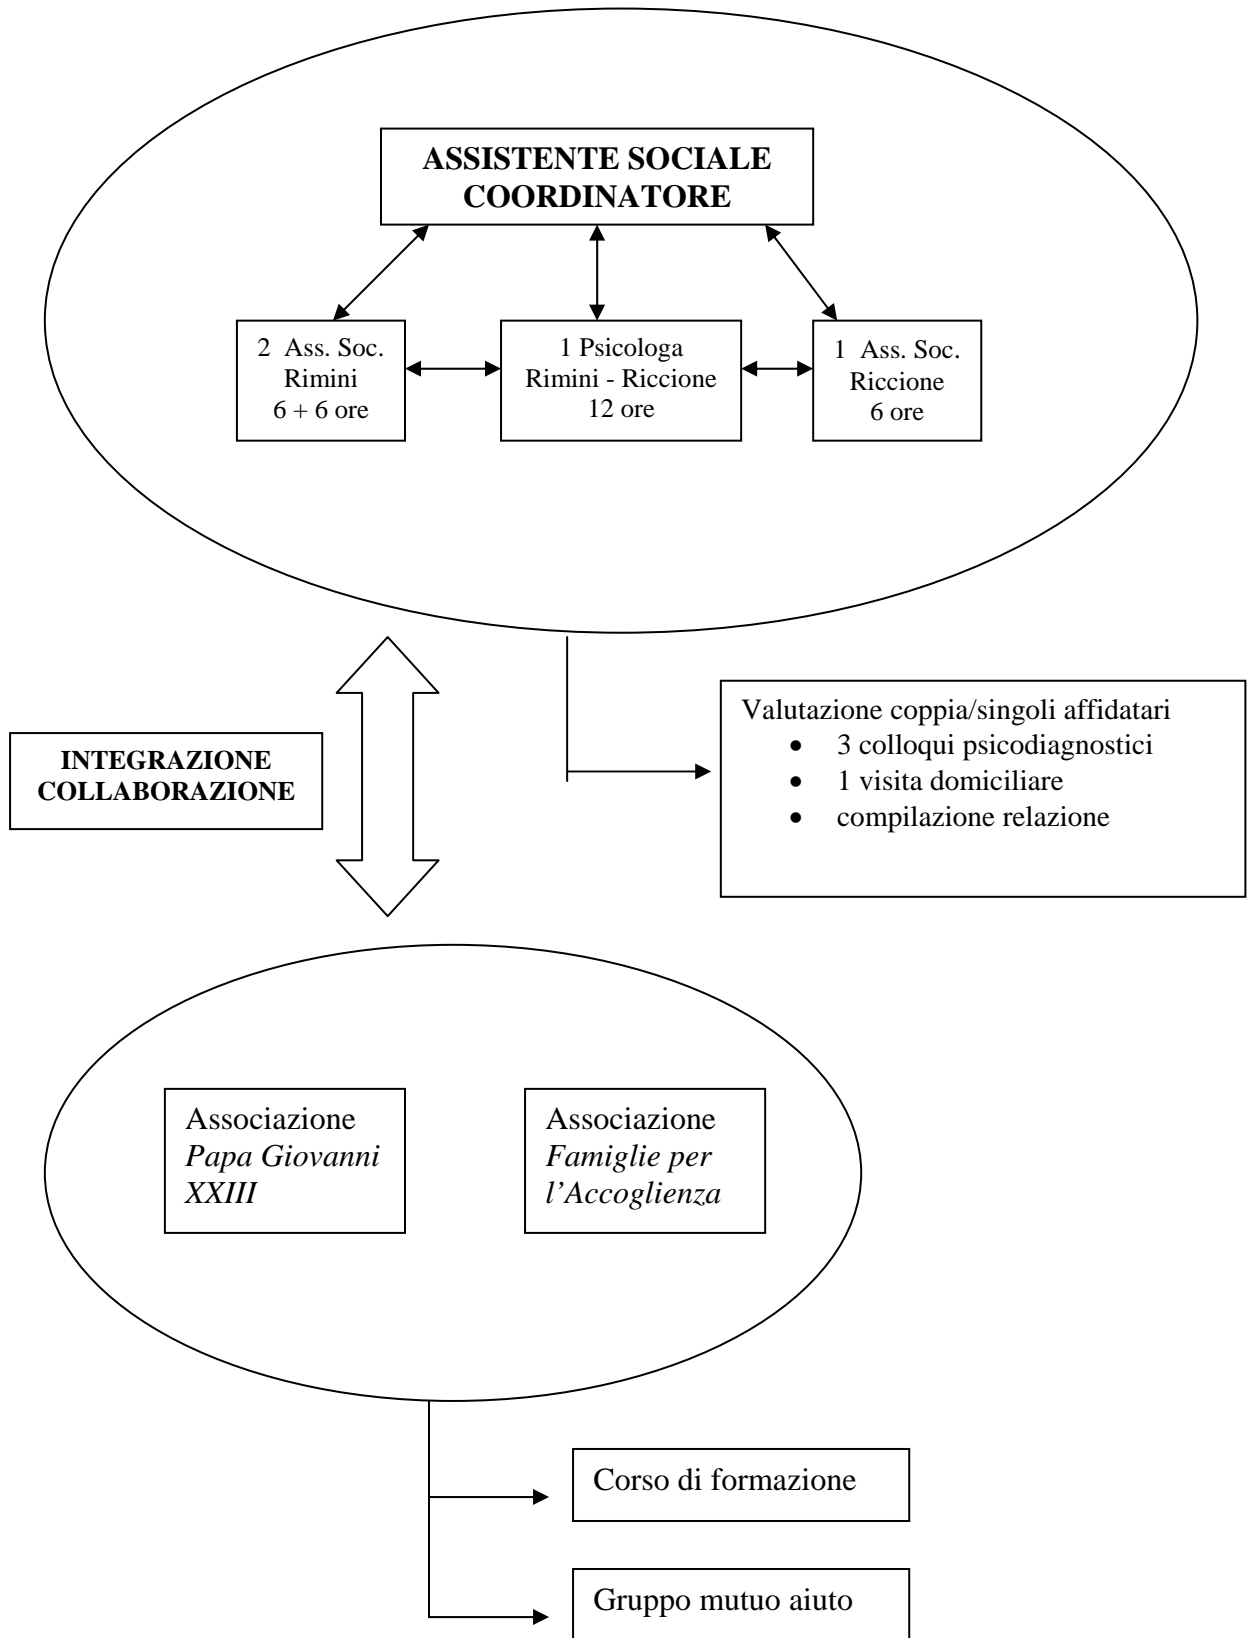 ASSISTENTE SOCIALE
COORDINATORE
2 Ass. Soc.
Rimini
6 + 6 ore
1 Psicologa
Rimini - Riccione
12 ore
1 Ass. Soc.
Riccione
6 ore
INTEGRAZIONE
COLLABORAZIONE
Valutazione coppia/singoli affidatari
• 3 colloqui psicodiagnostici
• 1 visita domiciliare
• compilazione relazione
Associazione
Papa Giovanni
XXIII
Associazione
Famiglie per
l’Accoglienza
Corso di formazione
Gruppo mutuo aiuto